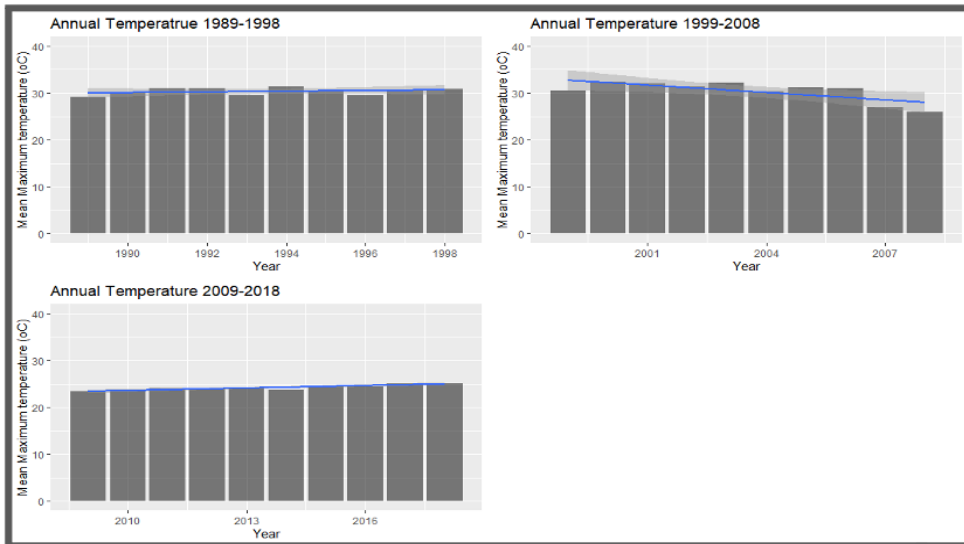 Annual Temperatrue 1989-1998
Mean Maximum temperature (oC)
40
30
20
10
0
1990 1992 1994 1996 1998
Year
Annual Temperature 1999-2008
Mean Maximum temperature (oC)
40
30
20
10
0
2001 2004 2007
Year
Annual Temperature 2009-2018
Mean Maximum temperature (oC)
40
30
20
10
0
2010 2013 2016
Year